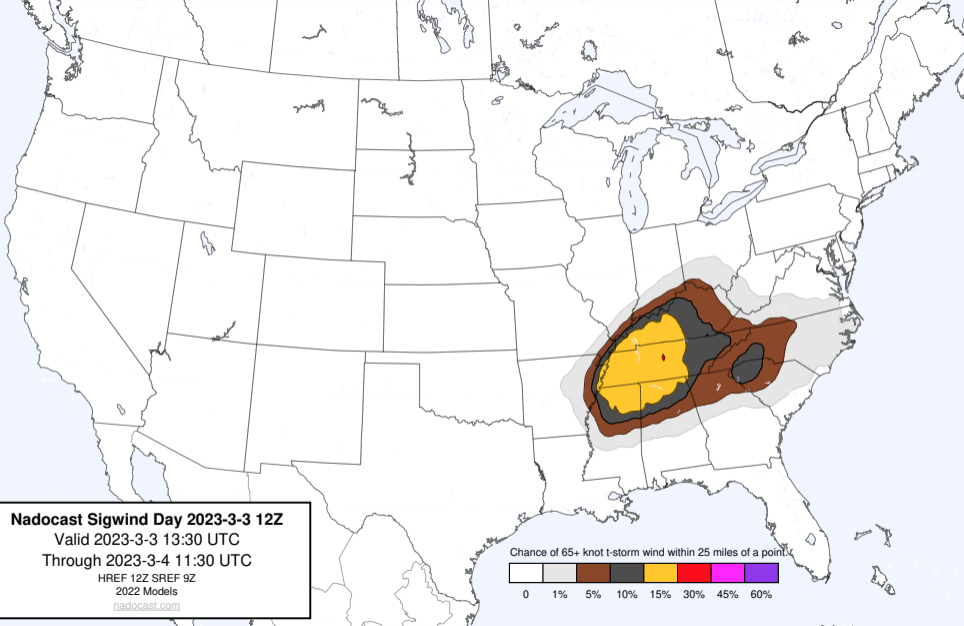 Nadocast Sigwind Day 2023-3-3 12Z
Valid 2023-3-3 13:30 UTC
Through 2023-3-4 11:30 UTC
HREF 12Z SREF 9Z
2022 Models
nadocast.com
Chance of 65+ knot t-storm wind within 25 miles of a point.
0 1% 5% 10% 15% 30% 45% 60%